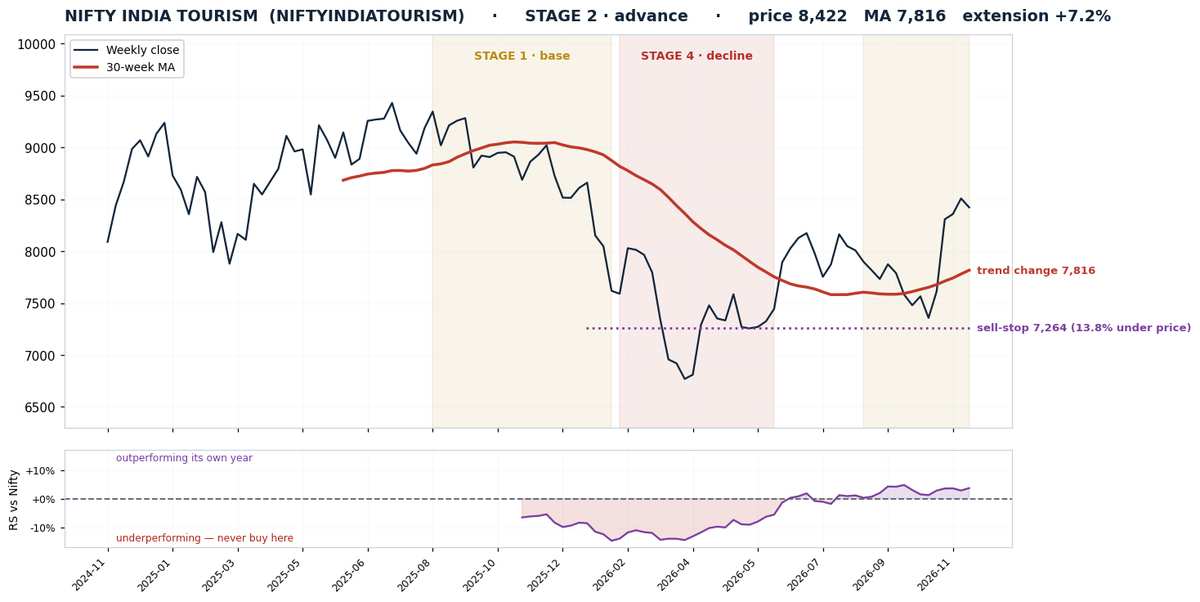 NIFTY INDIA TOURISM (NIFTYINDIATOURISM) · STAGE 2 · advance · price 8,422 MA 7,816 extension +7.2%
Weekly close
30-week MA
STAGE 1 · base
STAGE 4 · decline
10000
9500
9000
8500
8000
7500
7000
6500
trend change 7,816
sell-stop 7,264 (13.8% under price)
RS vs Nifty
+10%
+0%
-10%
outperforming its own year
underperforming — never buy here
2024-11
2025-01
2025-03
2025-05
2025-06
2025-08
2025-10
2025-12
2026-02
2026-04
2026-05
2026-07
2026-09
2026-11